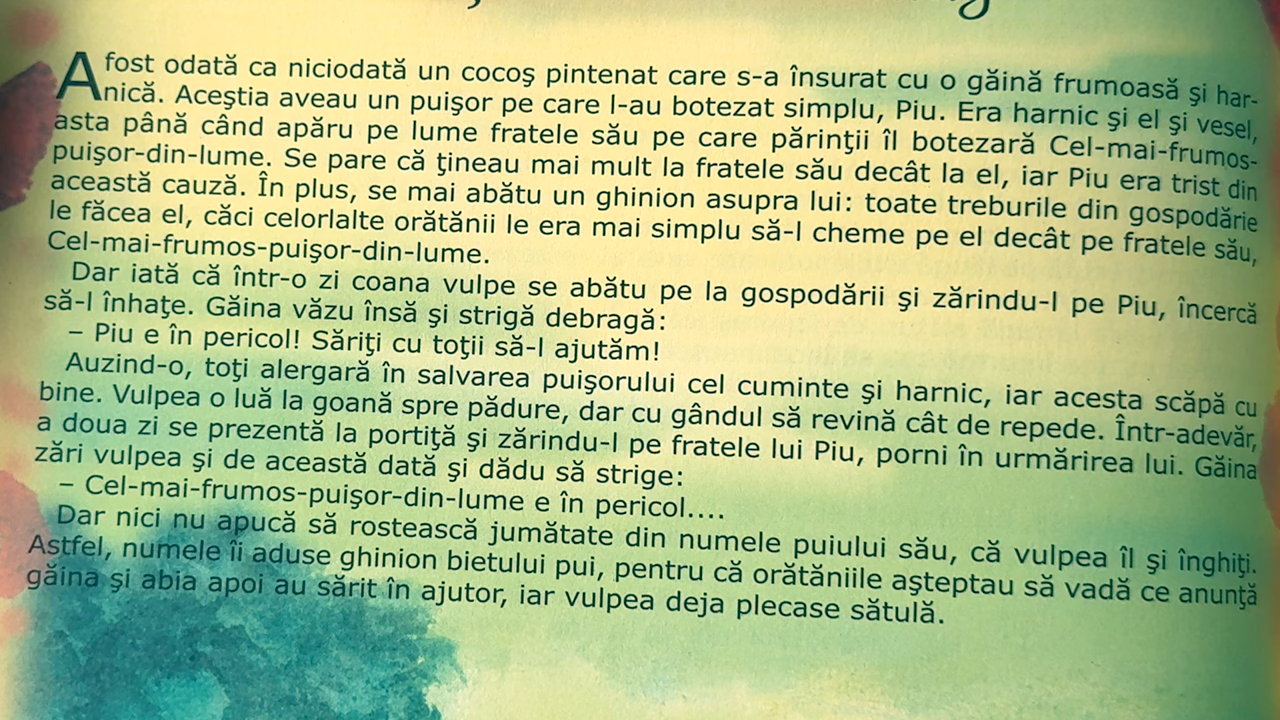 A fost odată ca niciodată un cocoş pintenat care s-a însurat cu o găină frumoasă şi har-
nică. Aceştia aveau un puişor pe care l-au botezat simplu, Piu. Era harnic şi el şi vesel,
asta până când apăru pe lume fratele său pe care părinţii îl botezară Cel-mai-frumos-
puişor-din-lume. Se pare că ţineau mai mult la fratele său decât la el, iar Piu era trist din
această cauză. În plus, se mai abătu un ghinion asupra lui: toate treburile din gospodărie
le făcea el, căci celorlalte orătănii le era mai simplu să-l cheme pe el decât pe fratele său,
Cel-mai-frumos-puişor-din-lume.
Dar iată că într-o zi coana vulpe se abătu pe la gospodării şi zărindu-l pe Piu, încercă
să-l înhaţe. Găina văzu însă şi strigă debragă:
– Piu e în pericol! Săriţi cu toţii să-l ajutăm!
Auzind-o, toţi alergară în salvarea puişorului cel cuminte şi harnic, iar acesta scăpă cu
bine. Vulpea o luă la goană spre pădure, dar cu gândul să revină cât de repede. Într-adevăr,
a doua zi se prezentă la portiţă şi zărindu-l pe fratele lui Piu, porni în urmărirea lui. Găina
zări vulpea şi de această dată şi dădu să strige:
– Cel-mai-frumos-puişor-din-lume e în pericol....
Dar nici nu apucă să rostească jumătate din numele puiului său, că vulpea îl şi înghiţi.
Astfel, numele îi aduse ghinion bietului pui, pentru că orătăniile aşteptau să vadă ce anunţă
găina şi abia apoi au sărit în ajutor, iar vulpea deja plecase sătulă.